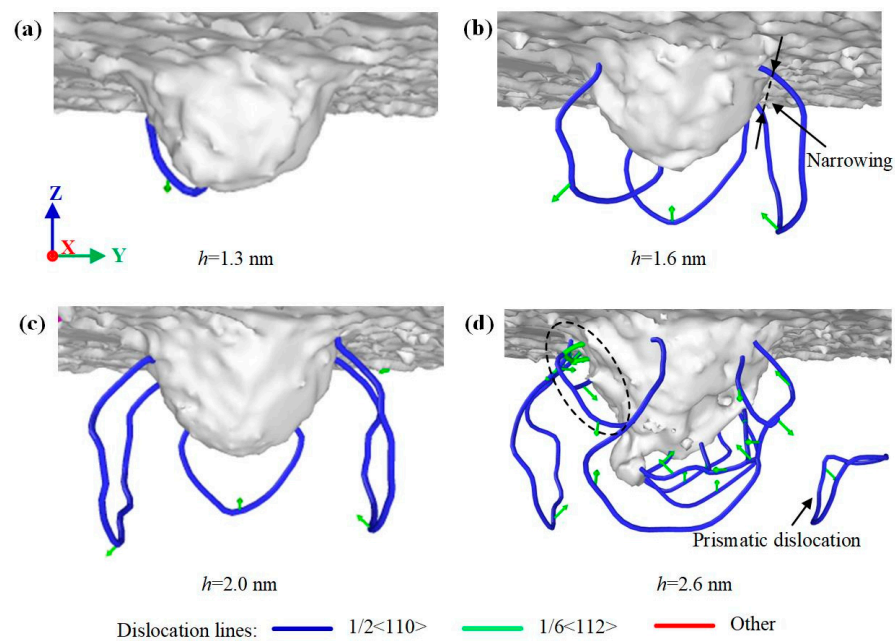 (a)
(b)
Narrowing
Z
X
Y
h=1.3 nm
h=1.6 nm
(c)
(d)
Prismatic dislocation
h=2.0 nm
h=2.6 nm
Dislocation lines: 1/2<110> 1/6<112> Other